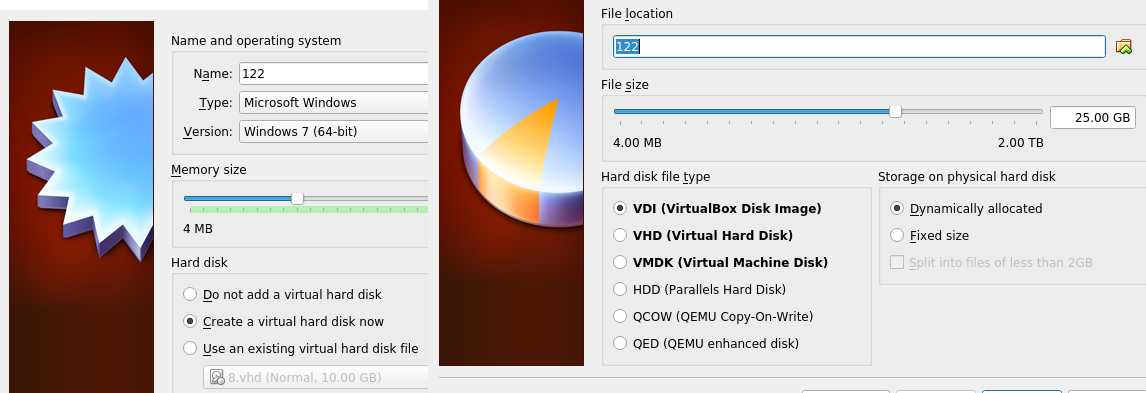 Name and operating system
Name: 122
Type: Microsoft Windows
Version: Windows 7 (64-bit)
Memory size
4 MB
Hard disk
Do not add a virtual hard disk
Create a virtual hard disk now
Use an existing virtual hard disk file
8.vhd (Normal, 10.00 GB)
File location
122
File size
25.00 GB
4.00 MB 2.00 TB
Hard disk file type
VDI (VirtualBox Disk Image)
VHD (Virtual Hard Disk)
VMDK (Virtual Machine Disk)
HDD (Parallels Hard Disk)
QCOW (QEMU Copy-On-Write)
QED (QEMU enhanced disk)
Storage on physical hard disk
Dynamically allocated
Fixed size
Split into files of less than 2GB